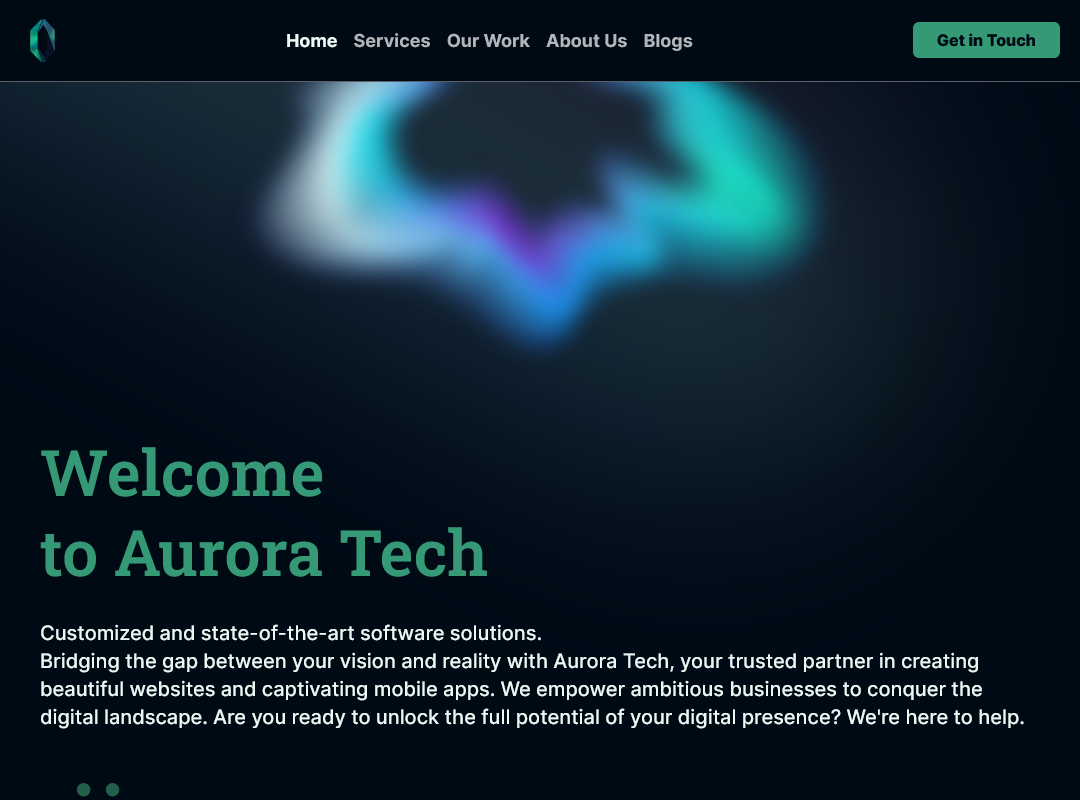 Home Services Our Work About Us Blogs
Get in Touch
Welcome
to Aurora Tech
Customized and state-of-the-art software solutions.
Bridging the gap between your vision and reality with Aurora Tech, your trusted partner in creating
beautiful websites and captivating mobile apps. We empower ambitious businesses to conquer the
digital landscape. Are you ready to unlock the full potential of your digital presence? We're here to help.